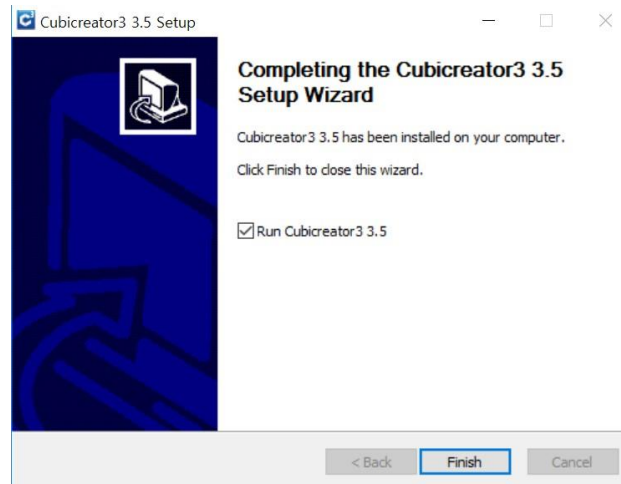 Cubicreator3 3.5 Setup
Completing the Cubicreator3 3.5
Setup Wizard
Cubicreator3 3.5 has been installed on your computer.
Click Finish to close this wizard.
Run Cubicreator3 3.5
< Back Finish Cancel